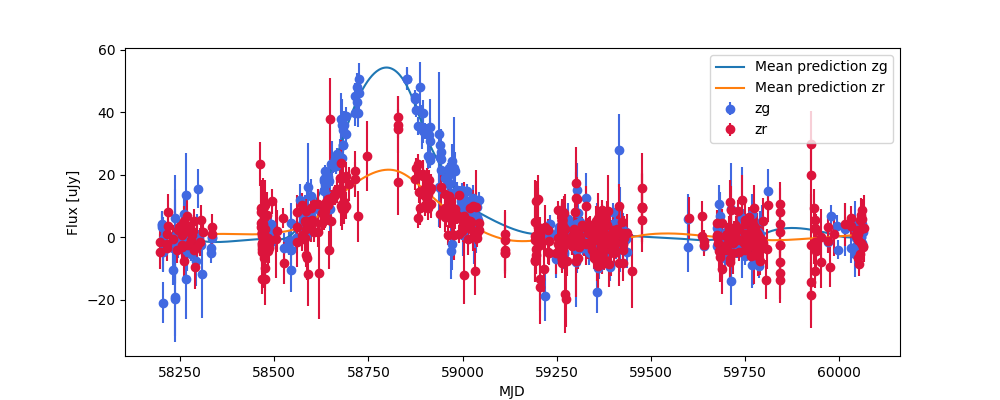 60
40
20
0
−20
Flux [uJy]
58250 58500 58750 59000 59250 59500 59750 60000
MJD
Mean prediction zg
Mean prediction zr
zg
zr